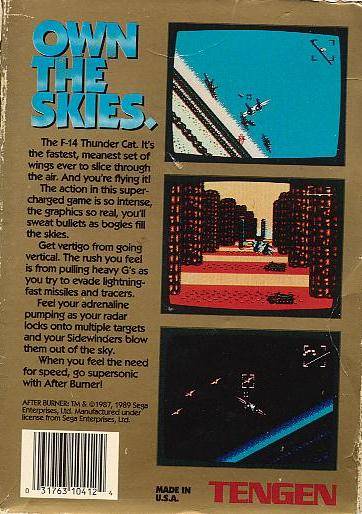 OWN
THE
SKIES.
The F-14 Thunder Cat. It's
the fastest, meanest set of
wings ever to slice through
the air. And you're flying it!
The action in this super-
charged game is so intense,
the graphics so real, you'll
sweat bullets as bogies fill
the skies.
Get vertigo from going
vertical. The rush you feel
is from pulling heavy G's as
you try to evade lightning-
fast missiles and tracers.
Feel your adrenaline
pumping as your radar
locks onto multiple targets
and your Sidewinders blow
them out of the sky.
When you feel the need
for speed, go supersonic
with After Burner!
AFTER BURNER: TM & © 1987, 1989 Sega
Enterprises, Ltd. Manufactured under
license from Sega Enterprises, Ltd.
0 31763 10412 4
MADE IN
U.S.A.
TENGEN